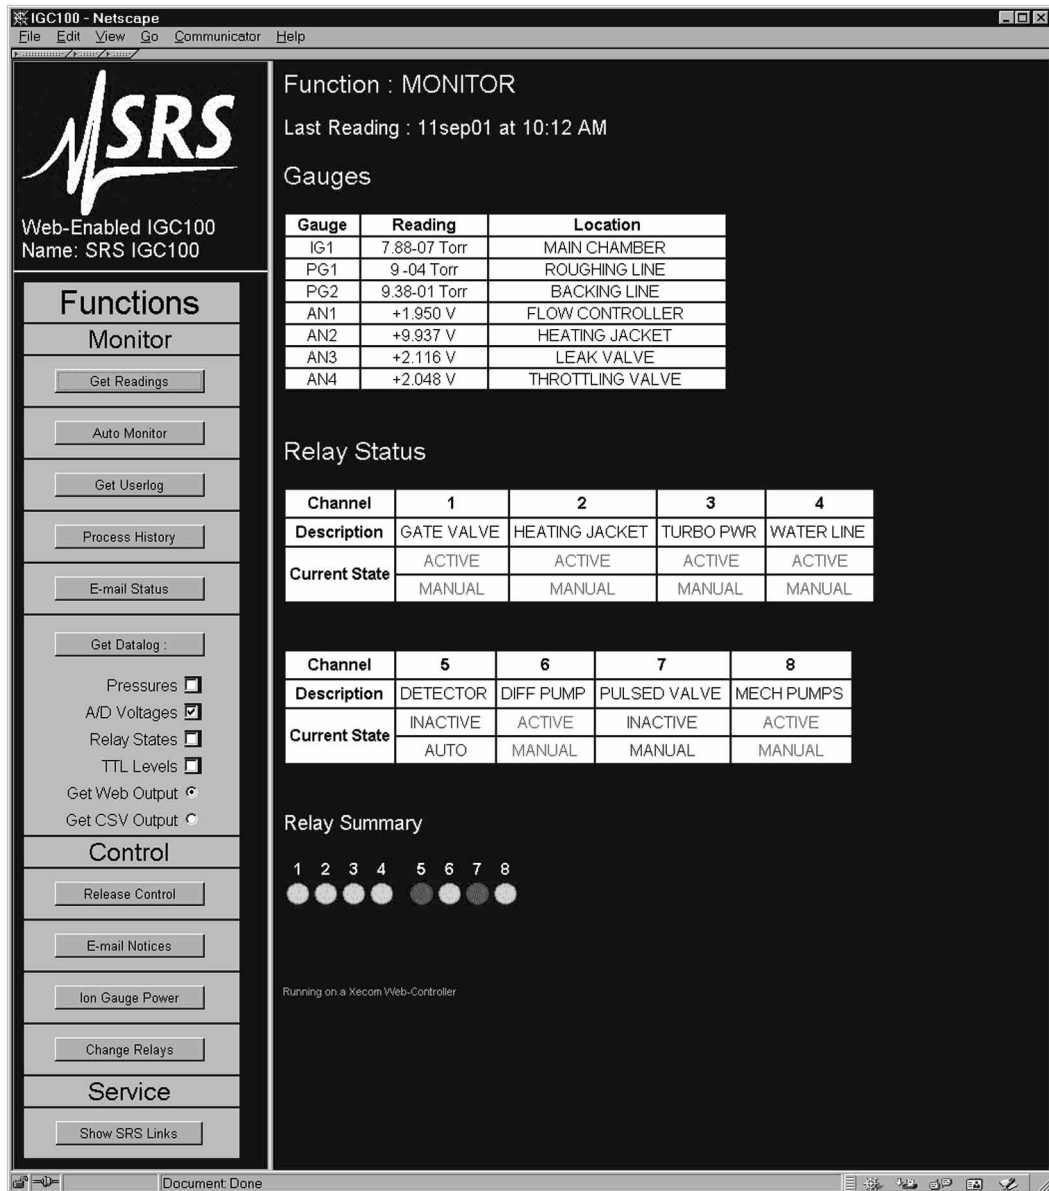 IGC100 - Netscape
File Edit View Go Communicator Help
SRS
Web-Enabled IGC100
Name: SRS IGC100
Functions
Monitor
Get Readings
Auto Monitor
Get Userlog
Process History
E-mail Status
Get Datalog :
Pressures
A/D Voltages
Relay States
TTL Levels
Get Web Output
Get CSV Output
Control
Release Control
E-mail Notices
Ion Gauge Power
Change Relays
Service
Show SRS Links
Function : MONITOR
Last Reading : 11sep01 at 10:12 AM
Gauges
Gauge Reading Location
IG1 7.88-07 Torr MAIN CHAMBER
PG1 9 -04 Torr ROUGHING LINE
PG2 9.38-01 Torr BACKING LINE
AN1 +1.950 V FLOW CONTROLLER
AN2 +9.937 V HEATING JACKET
AN3 +2.116 V LEAK VALVE
AN4 +2.048 V THROTTLING VALVE
Relay Status
Channel 1 2 3 4
Description GATE VALVE HEATING JACKET TURBO PWR WATER LINE
Current State ACTIVE ACTIVE ACTIVE ACTIVE
MANUAL MANUAL MANUAL MANUAL
Channel 5 6 7 8
Description DETECTOR DIFF PUMP PULSED VALVE MECH PUMPS
Current State INACTIVE ACTIVE INACTIVE ACTIVE
AUTO MANUAL MANUAL MANUAL
Relay Summary
1 2 3 4 5 6 7 8
Running on a Xecom Web-Controller
Document: Done